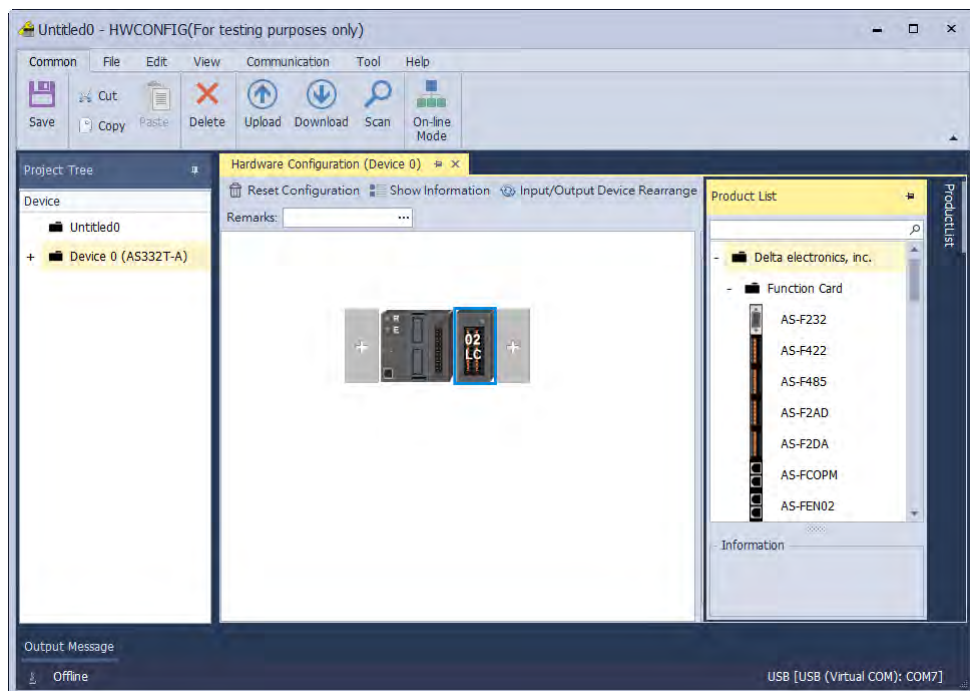 Untitled0 - HWCONFIG(For testing purposes only)
Common File Edit View Communication Tool Help
Save Cut Copy Paste Delete Upload Download Scan On-line Mode
Project Tree
Device
Untitled0
+ Device 0 (AS332T-A)
Hardware Configuration (Device 0)
Reset Configuration Show Information Input/Output Device Rearrange
Remarks: ...
R
E
02
LC
Product List
ProductList
- Delta electronics, inc.
- Function Card
AS-F232
AS-F422
AS-F485
AS-F2AD
AS-F2DA
AS-FCOPM
AS-FEN02
Information
Output Message
Offline
USB [USB (Virtual COM): COM7]